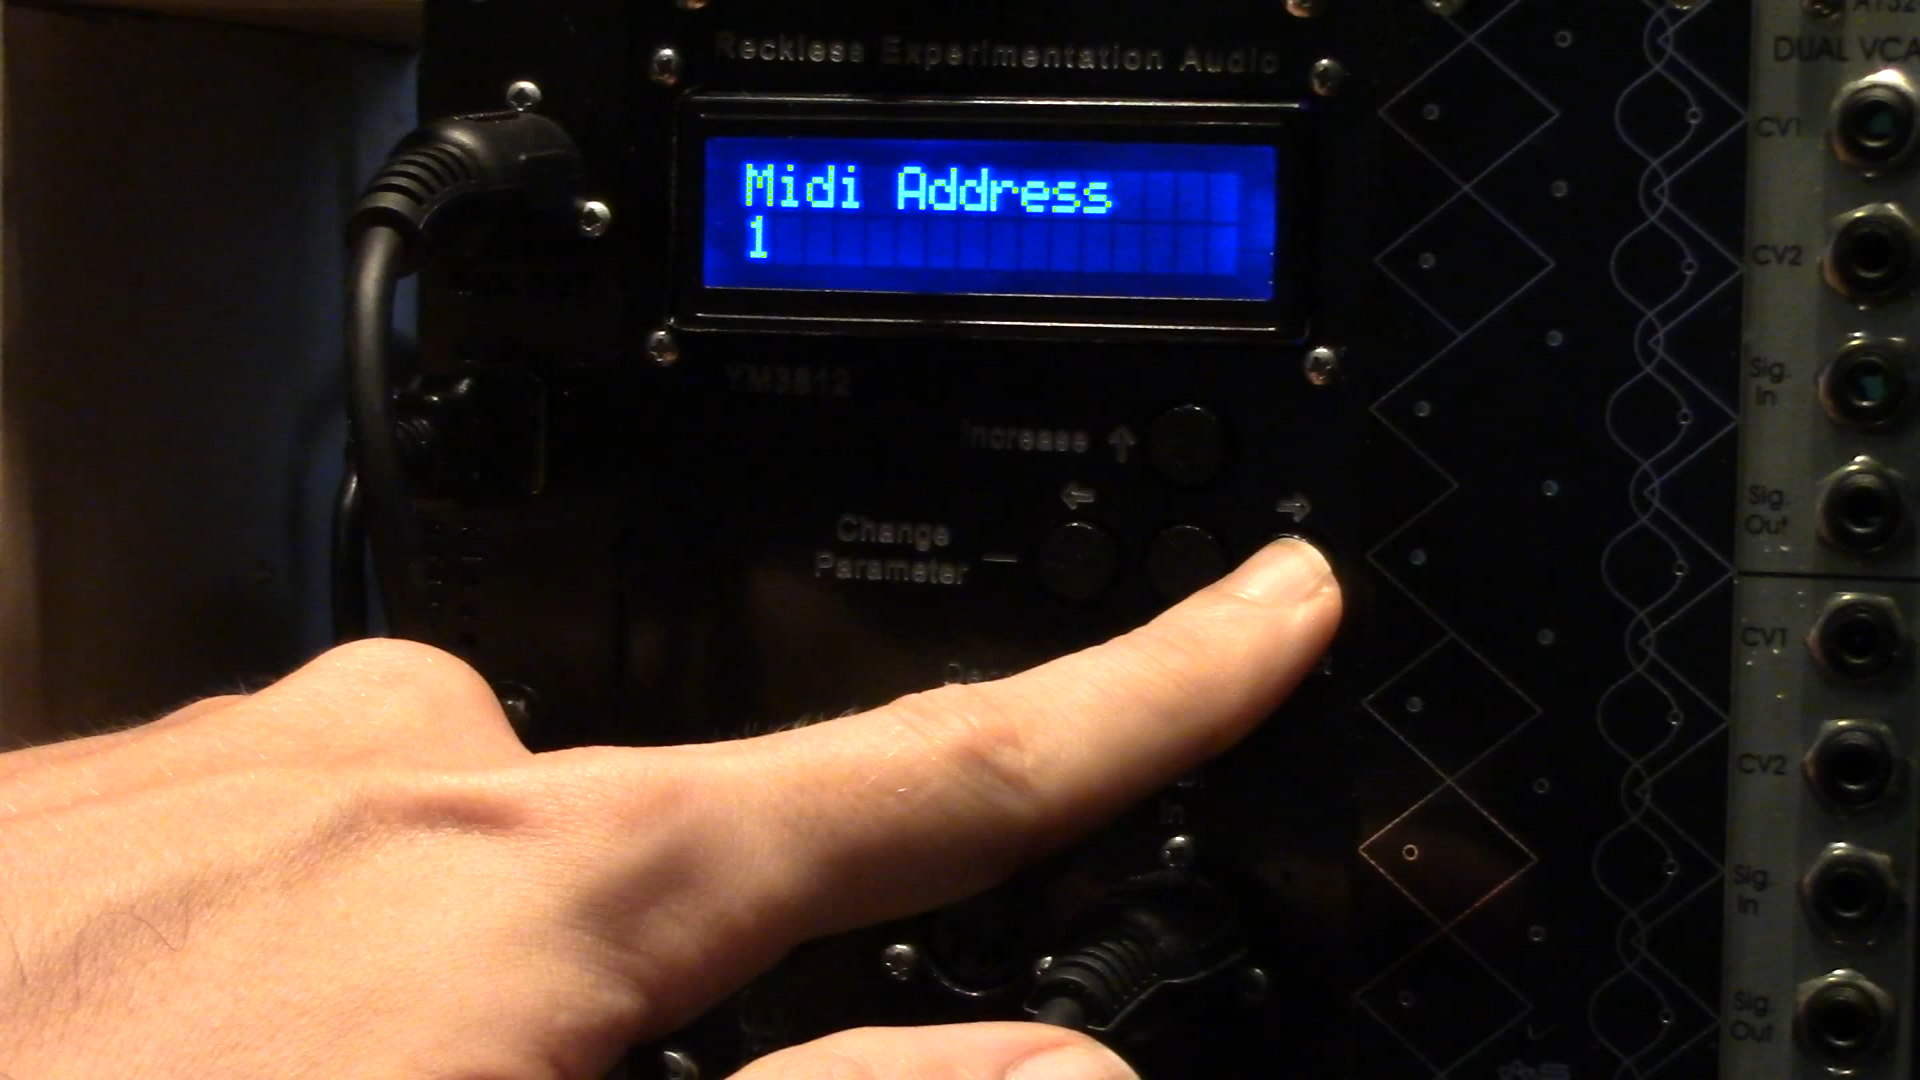 Reckless Experimentation Audio
Midi Address
1
YM3812
Increase ↑
← →
Change
Parameter
In
DUAL VCA
CV1
CV2
Sig.
In
Sig.
Out
CV1
CV2
Sig.
In
Sig.
Out